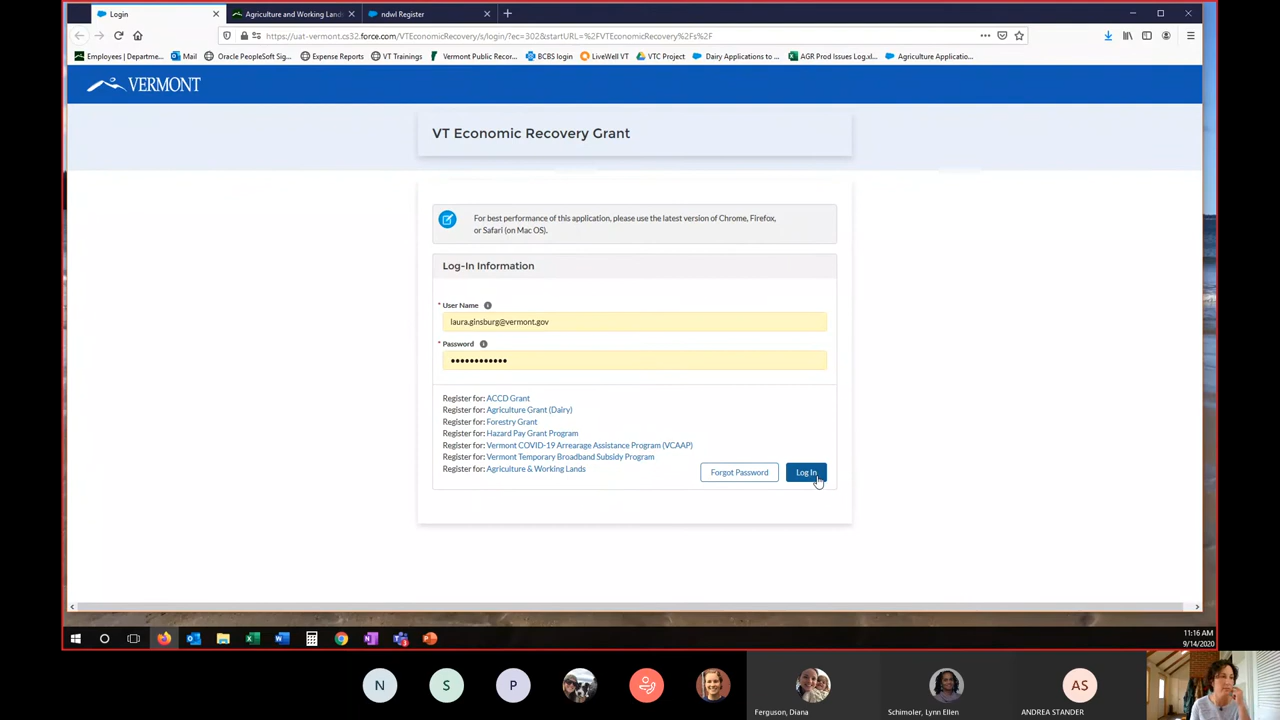 Login
Agriculture and Working Land
ndwl Register
https://uat-vermont.cs32.force.com/VTEconomicRecovery/s/login/?ec=302&startURL=%2FVTEconomicRecovery%2Fs%2F
Employees | Departme... Mail Oracle PeopleSoft Sig... Expense Reports VT Trainings Vermont Public Recor... BCBS login LiveWell VT VTC Project Dairy Applications to ... AGR Prod Issues Log.xl... Agriculture Applicatio...
VERMONT
VT Economic Recovery Grant
For best performance of this application, please use the latest version of Chrome, Firefox,
or Safari (on Mac OS).
Log-In Information
* User Name
laura.ginsburg@vermont.gov
* Password
••••••••••••
Register for: ACCD Grant
Register for: Agriculture Grant (Dairy)
Register for: Forestry Grant
Register for: Hazard Pay Grant Program
Register for: Vermont COVID-19 Arrearage Assistance Program (VCAAP)
Register for: Vermont Temporary Broadband Subsidy Program
Register for: Agriculture & Working Lands
Forgot Password
Log In
11:16 AM
9/14/2020
N
S
P
AS
Ferguson, Diana
Schimoler, Lynn Ellen
ANDREA STANDER